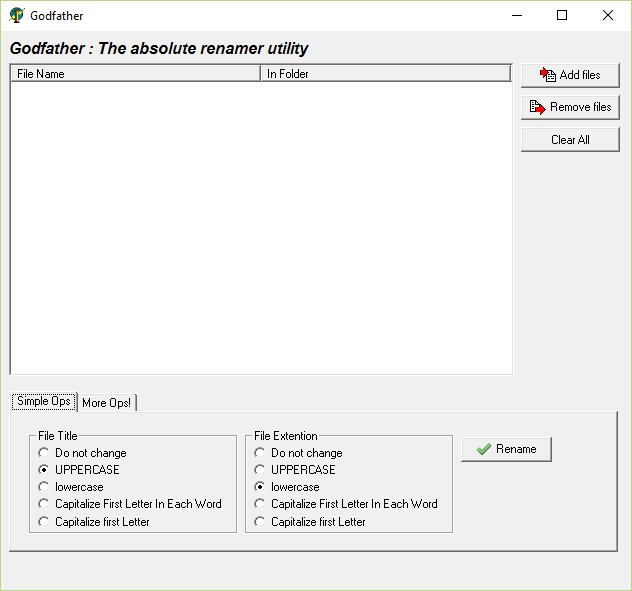 Godfather
Godfather : The absolute renamer utility
File Name In Folder
Add files
Remove files
Clear All
Simple Ops More Ops!
File Title
Do not change
UPPERCASE
lowercase
Capitalize First Letter In Each Word
Capitalize first Letter
File Extention
Do not change
UPPERCASE
lowercase
Capitalize First Letter In Each Word
Capitalize first Letter
Rename